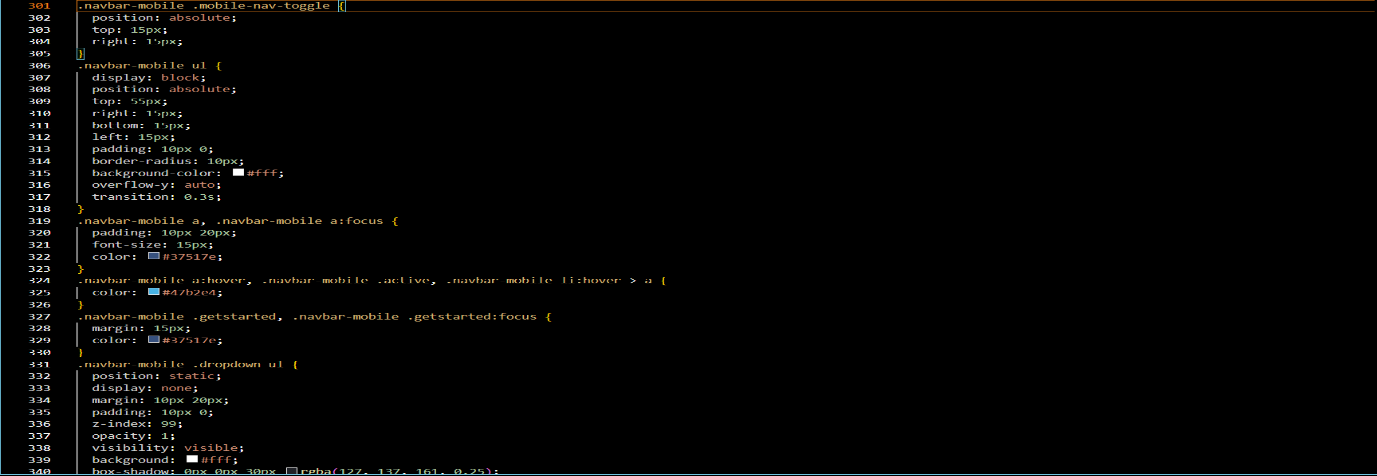 301 .navbar-mobile .mobile-nav-toggle {
302 position: absolute;
303 top: 15px;
304 right: 15px;
305 }
306 .navbar-mobile ul {
307 display: block;
308 position: absolute;
309 top: 55px;
310 right: 15px;
311 bottom: 15px;
312 left: 15px;
313 padding: 10px 0;
314 border-radius: 10px;
315 background-color: #fff;
316 overflow-y: auto;
317 transition: 0.3s;
318 }
319 .navbar-mobile a, .navbar-mobile a:focus {
320 padding: 10px 20px;
321 font-size: 15px;
322 color: #37517e;
323 }
324 .navbar-mobile a:hover, .navbar-mobile .active, .navbar-mobile li:hover > a {
325 color: #47b2e4;
326 }
327 .navbar-mobile .getstarted, .navbar-mobile .getstarted:focus {
328 margin: 15px;
329 color: #37517e;
330 }
331 .navbar-mobile .dropdown ul {
332 position: static;
333 display: none;
334 margin: 10px 20px;
335 padding: 10px 0;
336 z-index: 99;
337 opacity: 1;
338 visibility: visible;
339 background: #fff;
340 box-shadow: 0px 0px 30px rgba(127, 137, 161, 0.25);